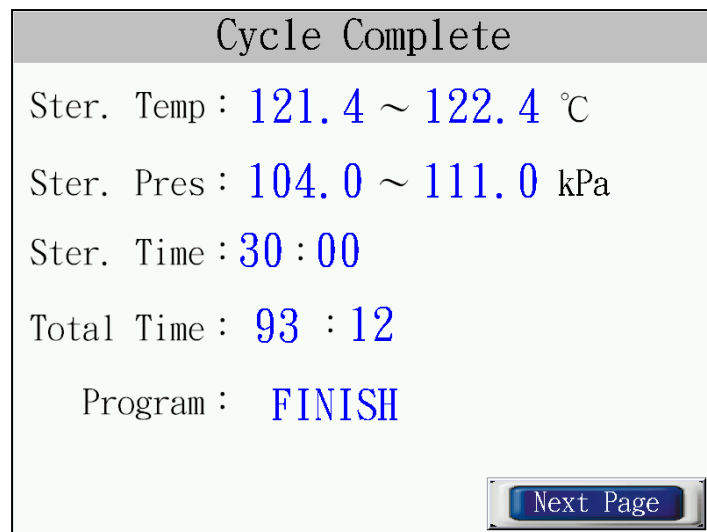 Cycle Complete
Ster. Temp: 121.4 ~ 122.4 ℃
Ster. Pres: 104.0 ~ 111.0 kPa
Ster. Time: 30:00
Total Time: 93 :12
Program: FINISH
Next Page